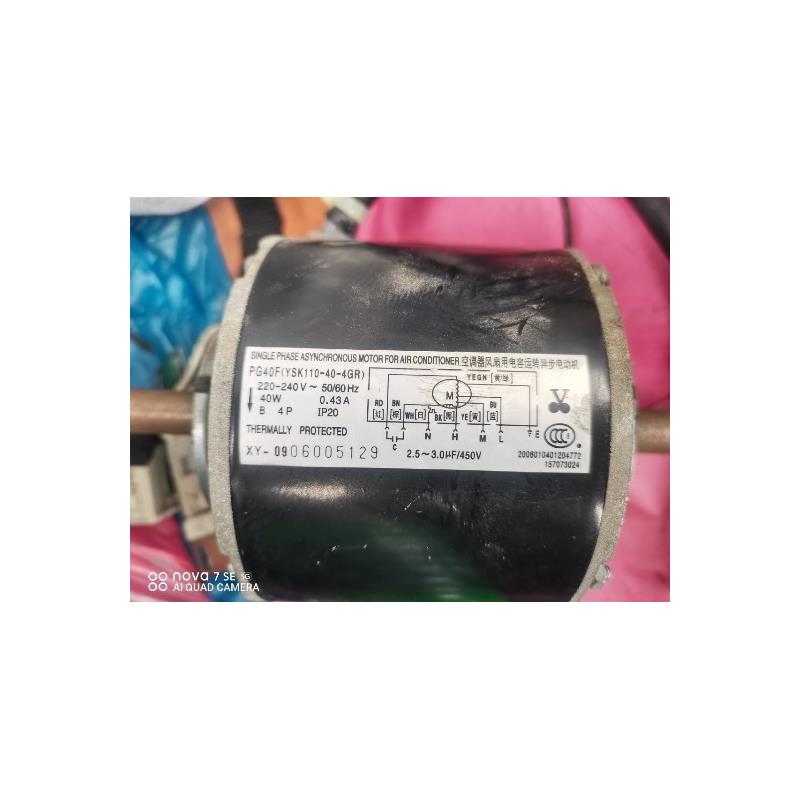 SINGLE PHASE ASYNCHRONOUS MOTOR FOR AIR CONDITIONER 空调器风扇用电容运转异步电动机
PG40F(YSK110-40-4GR)
220-240V～ 50/60Hz
40W 0.43A
B 4P IP20
THERMALLY PROTECTED
XY- 0906005129
YEGN [黄/绿]
M
RD BN BU
[红] [棕] WH [白] BK [黑] YE [黄] [蓝]
C N H M L E
2.5～3.0μF/450V
CCC
2008010401204772
157073024
nova 7 SE 5G
AI QUAD CAMERA